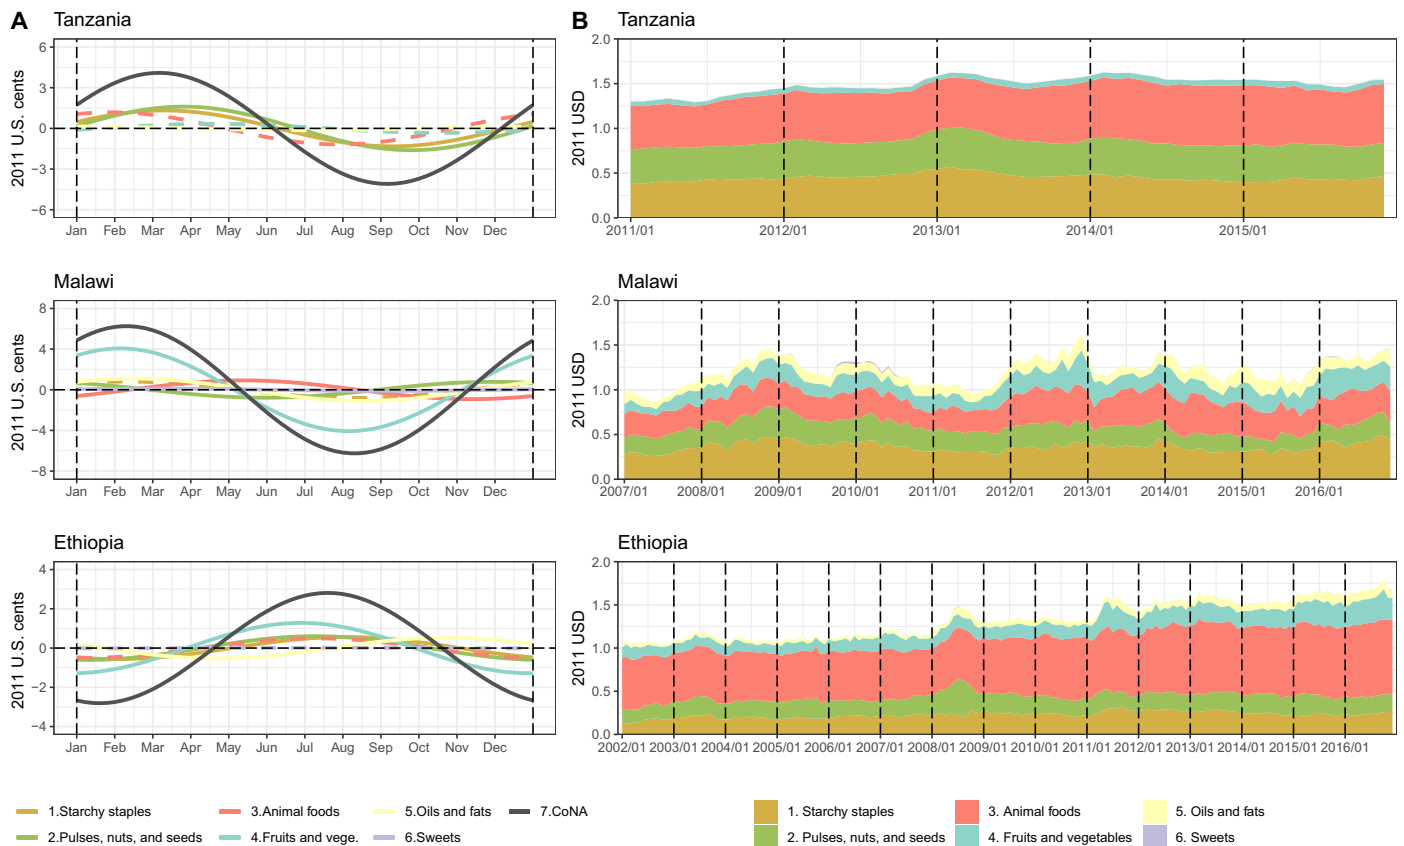 A
Tanzania
2011 U.S. cents
6
3
0
−3
−6
Jan Feb Mar Apr May Jun Jul Aug Sep Oct Nov Dec
Malawi
2011 U.S. cents
8
4
0
−4
−8
Jan Feb Mar Apr May Jun Jul Aug Sep Oct Nov Dec
Ethiopia
2011 U.S. cents
4
2
0
−2
−4
Jan Feb Mar Apr May Jun Jul Aug Sep Oct Nov Dec
1.Starchy staples 3.Animal foods 5.Oils and fats 7.CoNA
2.Pulses, nuts, and seeds 4.Fruits and vege. 6.Sweets
B
Tanzania
2011 USD
2.0
1.5
1.0
0.5
0.0
2011/01 2012/01 2013/01 2014/01 2015/01
Malawi
2011 USD
2.0
1.5
1.0
0.5
0.0
2007/01 2008/01 2009/01 2010/01 2011/01 2012/01 2013/01 2014/01 2015/01 2016/01
Ethiopia
2011 USD
2.0
1.5
1.0
0.5
0.0
2002/01 2003/01 2004/01 2005/01 2006/01 2007/01 2008/01 2009/01 2010/01 2011/01 2012/01 2013/01 2014/01 2015/01 2016/01
1. Starchy staples 3. Animal foods 5. Oils and fats
2. Pulses, nuts, and seeds 4. Fruits and vegetables 6. Sweets